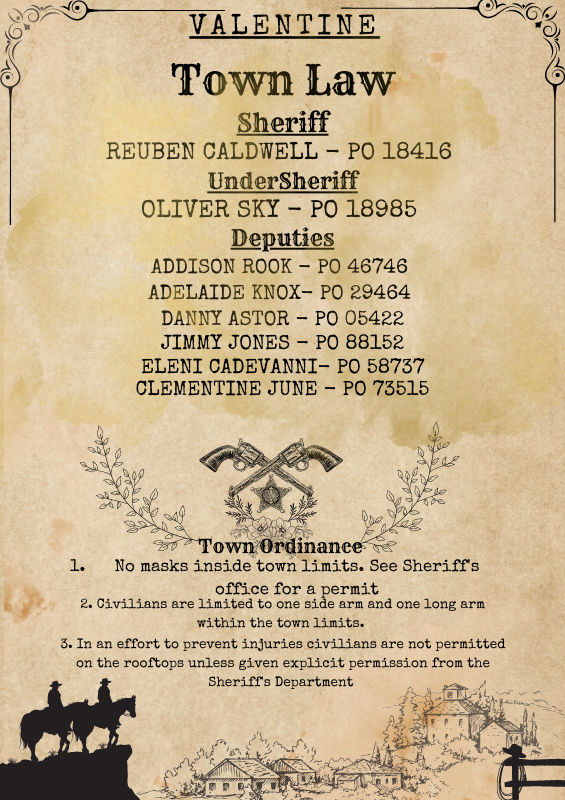 VALENTINE
Town Law
Sheriff
REUBEN CALDWELL - PO 18416
UnderSheriff
OLIVER SKY - PO 18985
Deputies
ADDISON ROOK - PO 46746
ADELAIDE KNOX- PO 29464
DANNY ASTOR - PO 05422
JIMMY JONES - PO 88152
ELENI CADEVANNI- PO 58737
CLEMENTINE JUNE - PO 73515
Town Ordinance
1. No masks inside town limits. See Sheriff's
office for a permit
2. Civilians are limited to one side arm and one long arm
within the town limits.
3. In an effort to prevent injuries civilians are not permitted
on the rooftops unless given explicit permission from the
Sheriff's Department